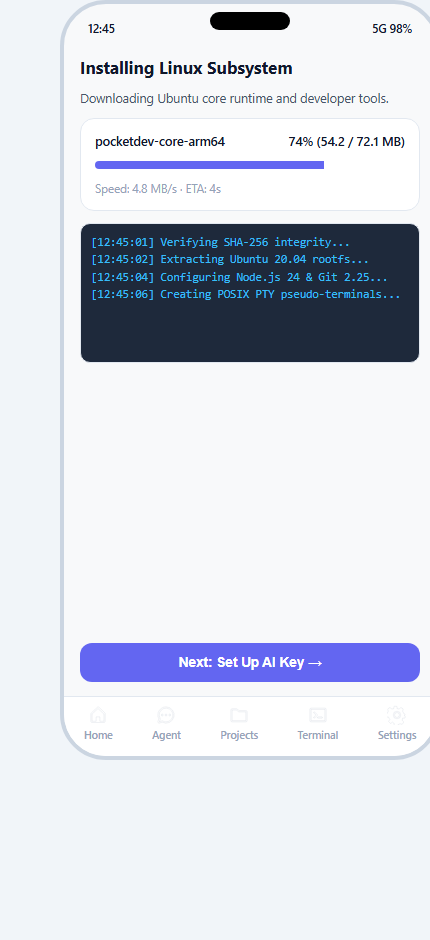 12:45 5G 98%
Installing Linux Subsystem
Downloading Ubuntu core runtime and developer tools.
pocketdev-core-arm64 74% (54.2 / 72.1 MB)
Speed: 4.8 MB/s · ETA: 4s
[12:45:01] Verifying SHA-256 integrity...
[12:45:02] Extracting Ubuntu 20.04 rootfs...
[12:45:04] Configuring Node.js 24 & Git 2.25...
[12:45:06] Creating POSIX PTY pseudo-terminals...
Next: Set Up AI Key →
Home Agent Projects Terminal Settings